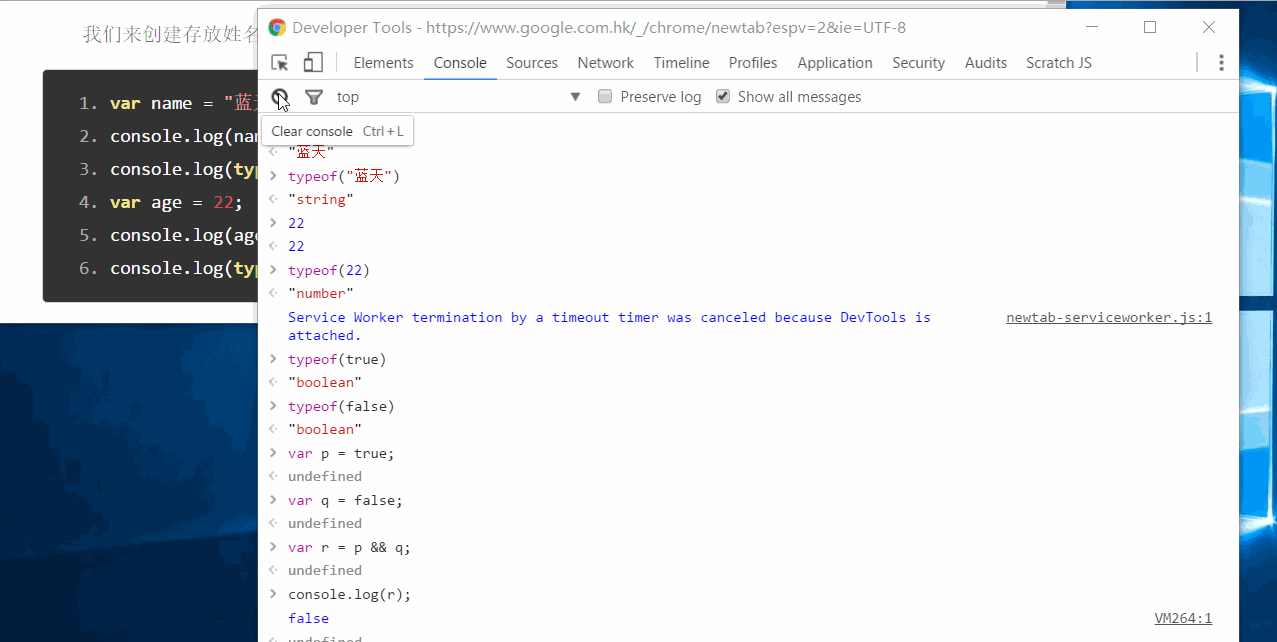 我们来创建存放姓名
1. var name = "蓝天
2. console.log(nam
3. console.log(typ
4. var age = 22;
5. console.log(age
6. console.log(typ
Developer Tools - https://www.google.com.hk/_/chrome/newtab?espv=2&ie=UTF-8
Elements Console Sources Network Timeline Profiles Application Security Audits Scratch JS
top ▼ Preserve log Show all messages
Clear console Ctrl+L
"蓝天"
typeof("蓝天")
"string"
22
22
typeof(22)
"number"
Service Worker termination by a timeout timer was canceled because DevTools is newtab-serviceworker.js:1
attached.
typeof(true)
"boolean"
typeof(false)
"boolean"
var p = true;
undefined
var q = false;
undefined
var r = p && q;
undefined
console.log(r);
false VM264:1
undefined